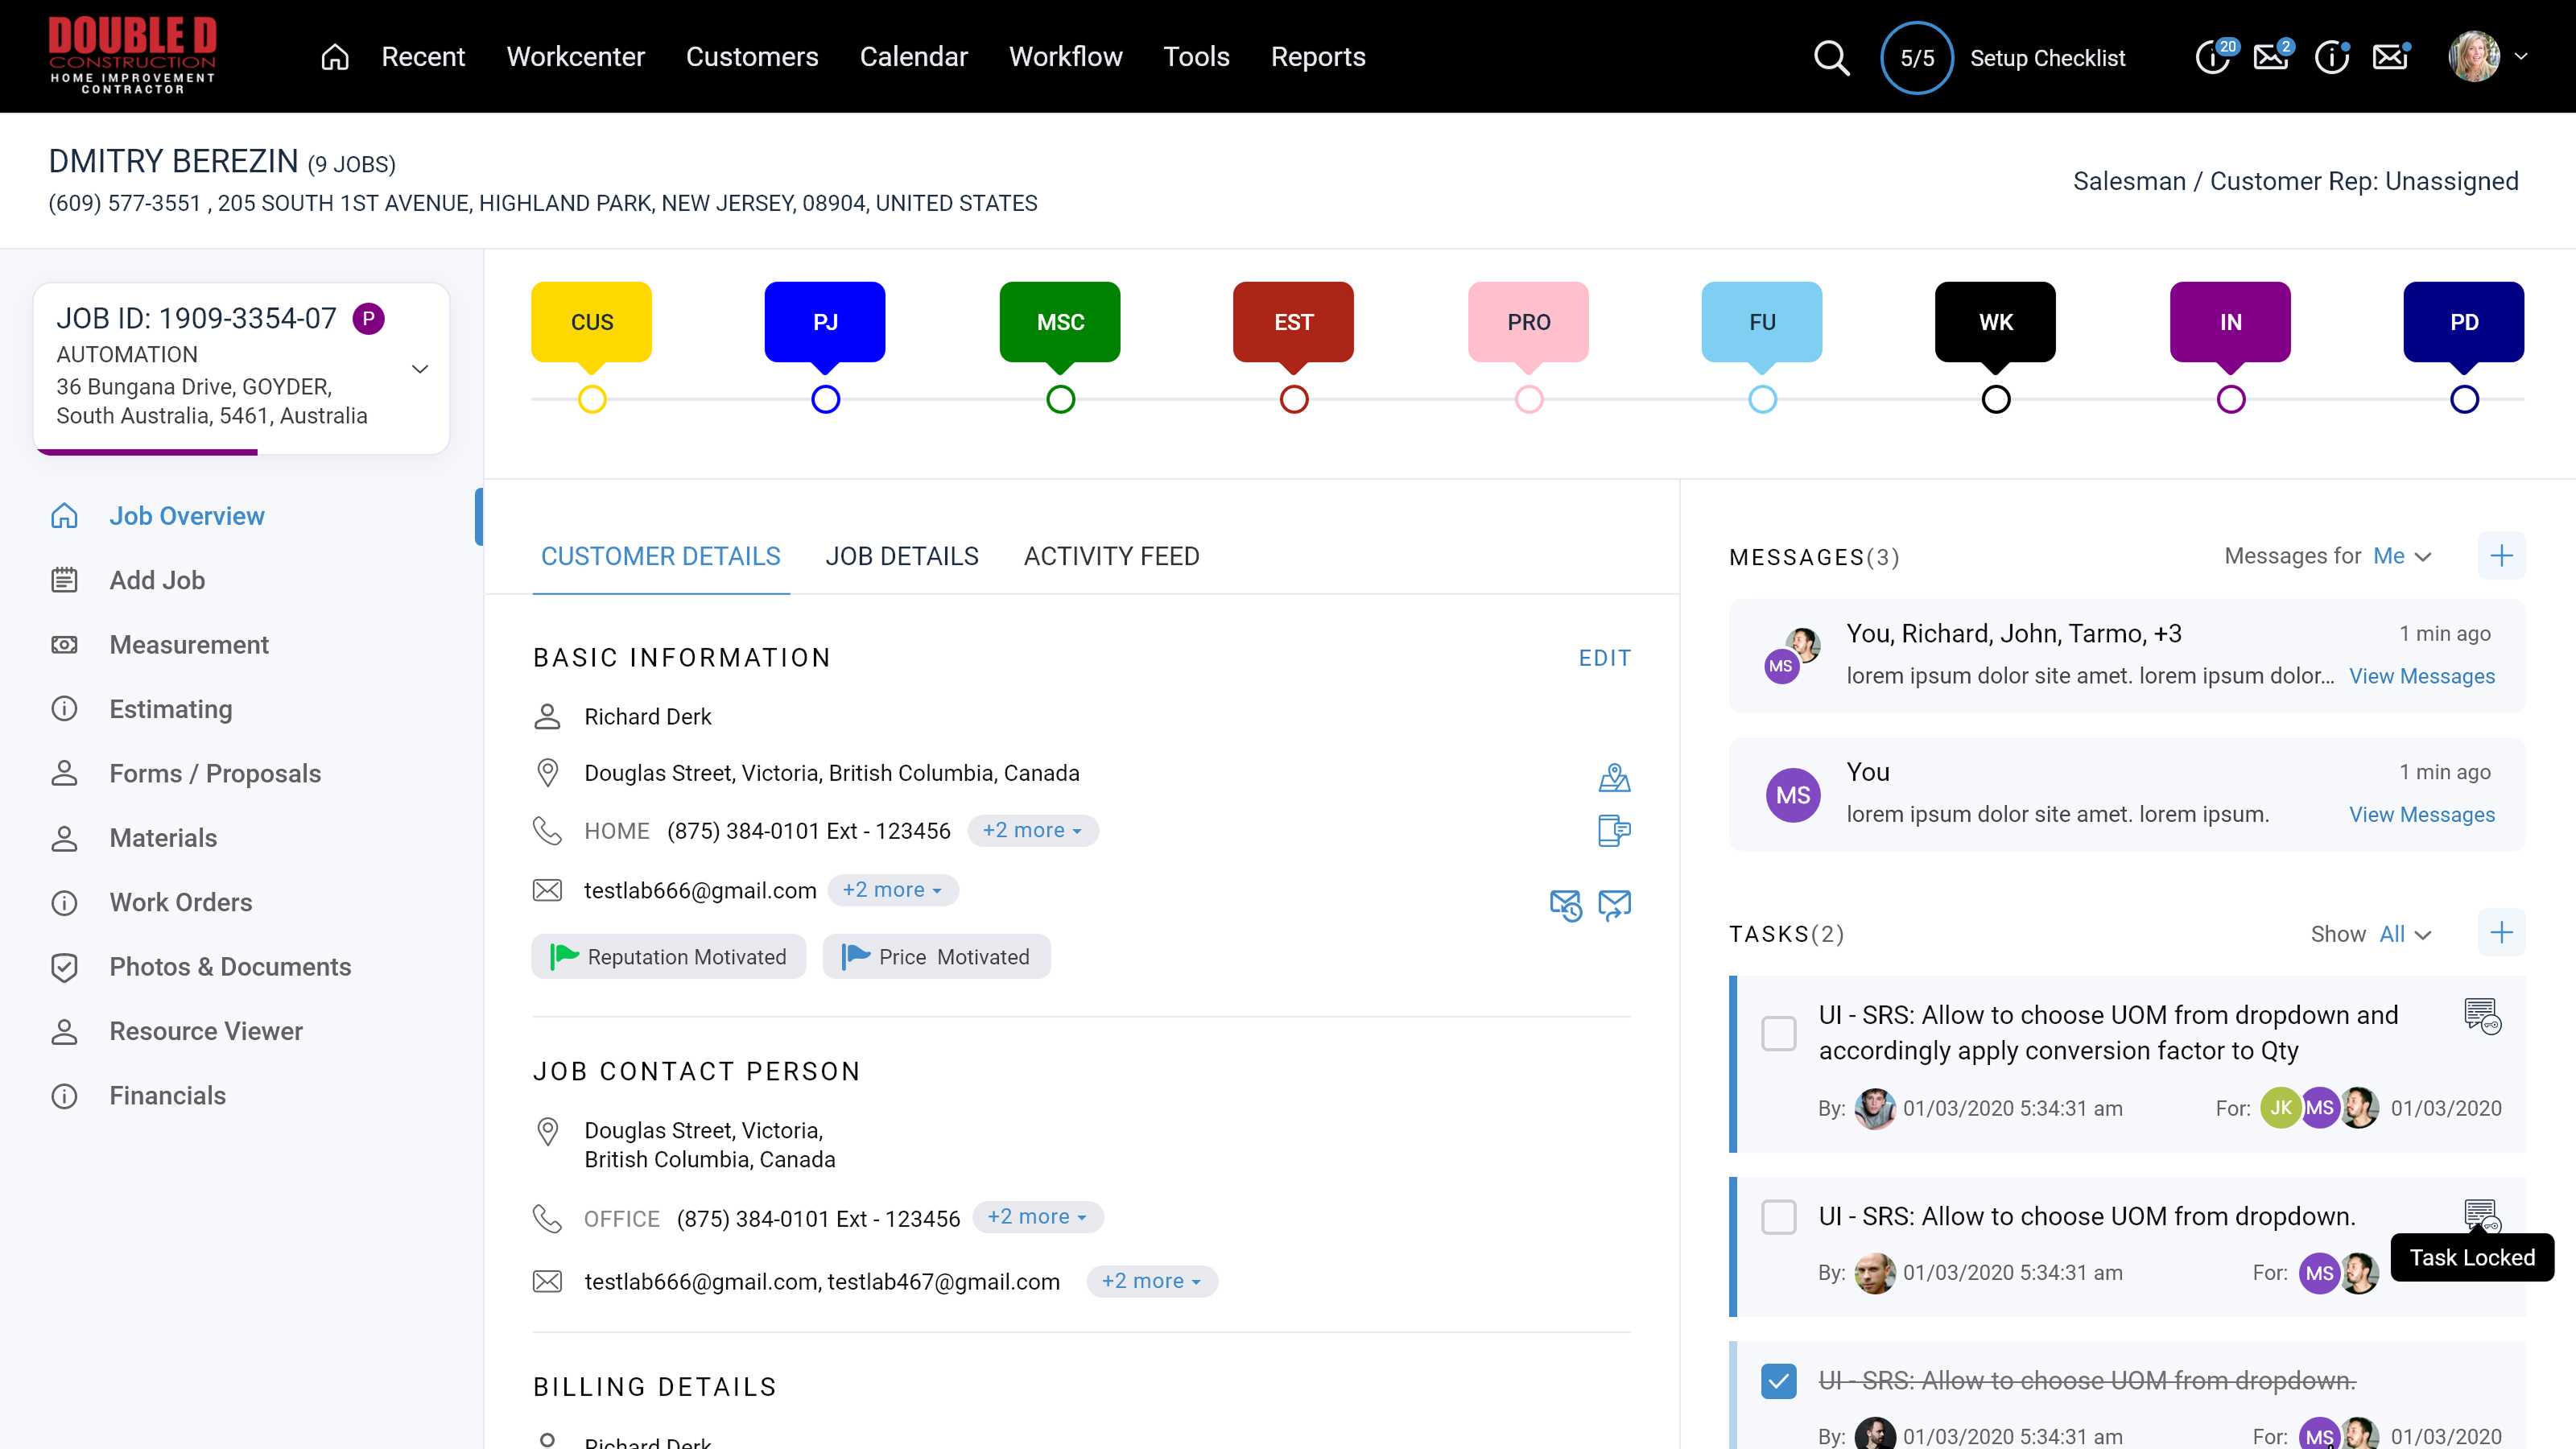 DOUBLE D
CONSTRUCTION
HOME IMPROVEMENT
CONTRACTOR
Recent
Workcenter
Customers
Calendar
Workflow
Tools
Reports
5/5
Setup Checklist
20
2
DMITRY BEREZIN (9 JOBS)
(609) 577-3551 , 205 SOUTH 1ST AVENUE, HIGHLAND PARK, NEW JERSEY, 08904, UNITED STATES
Salesman / Customer Rep: Unassigned
JOB ID: 1909-3354-07
P
AUTOMATION
36 Bungana Drive, GOYDER,
South Australia, 5461, Australia
Job Overview
Add Job
Measurement
Estimating
Forms / Proposals
Materials
Work Orders
Photos & Documents
Resource Viewer
Financials
CUS
PJ
MSC
EST
PRO
FU
WK
IN
PD
CUSTOMER DETAILS
JOB DETAILS
ACTIVITY FEED
BASIC INFORMATION
EDIT
Richard Derk
Douglas Street, Victoria, British Columbia, Canada
HOME (875) 384-0101 Ext - 123456 +2 more
testlab666@gmail.com +2 more
Reputation Motivated
Price Motivated
JOB CONTACT PERSON
Douglas Street, Victoria,
British Columbia, Canada
OFFICE (875) 384-0101 Ext - 123456 +2 more
testlab666@gmail.com, testlab467@gmail.com +2 more
BILLING DETAILS
Richard Derk
MESSAGES(3)
Messages for Me
MS
You, Richard, John, Tarmo, +3
1 min ago
lorem ipsum dolor site amet. lorem ipsum dolor...
View Messages
MS
You
1 min ago
lorem ipsum dolor site amet. lorem ipsum.
View Messages
TASKS(2)
Show All
UI - SRS: Allow to choose UOM from dropdown and
accordingly apply conversion factor to Qty
By: 01/03/2020 5:34:31 am
For: JK MS 01/03/2020
UI - SRS: Allow to choose UOM from dropdown.
Task Locked
By: 01/03/2020 5:34:31 am
For: MS
UI - SRS: Allow to choose UOM from dropdown.
By: 01/03/2020 5:34:31 am
For: MS 01/03/2020